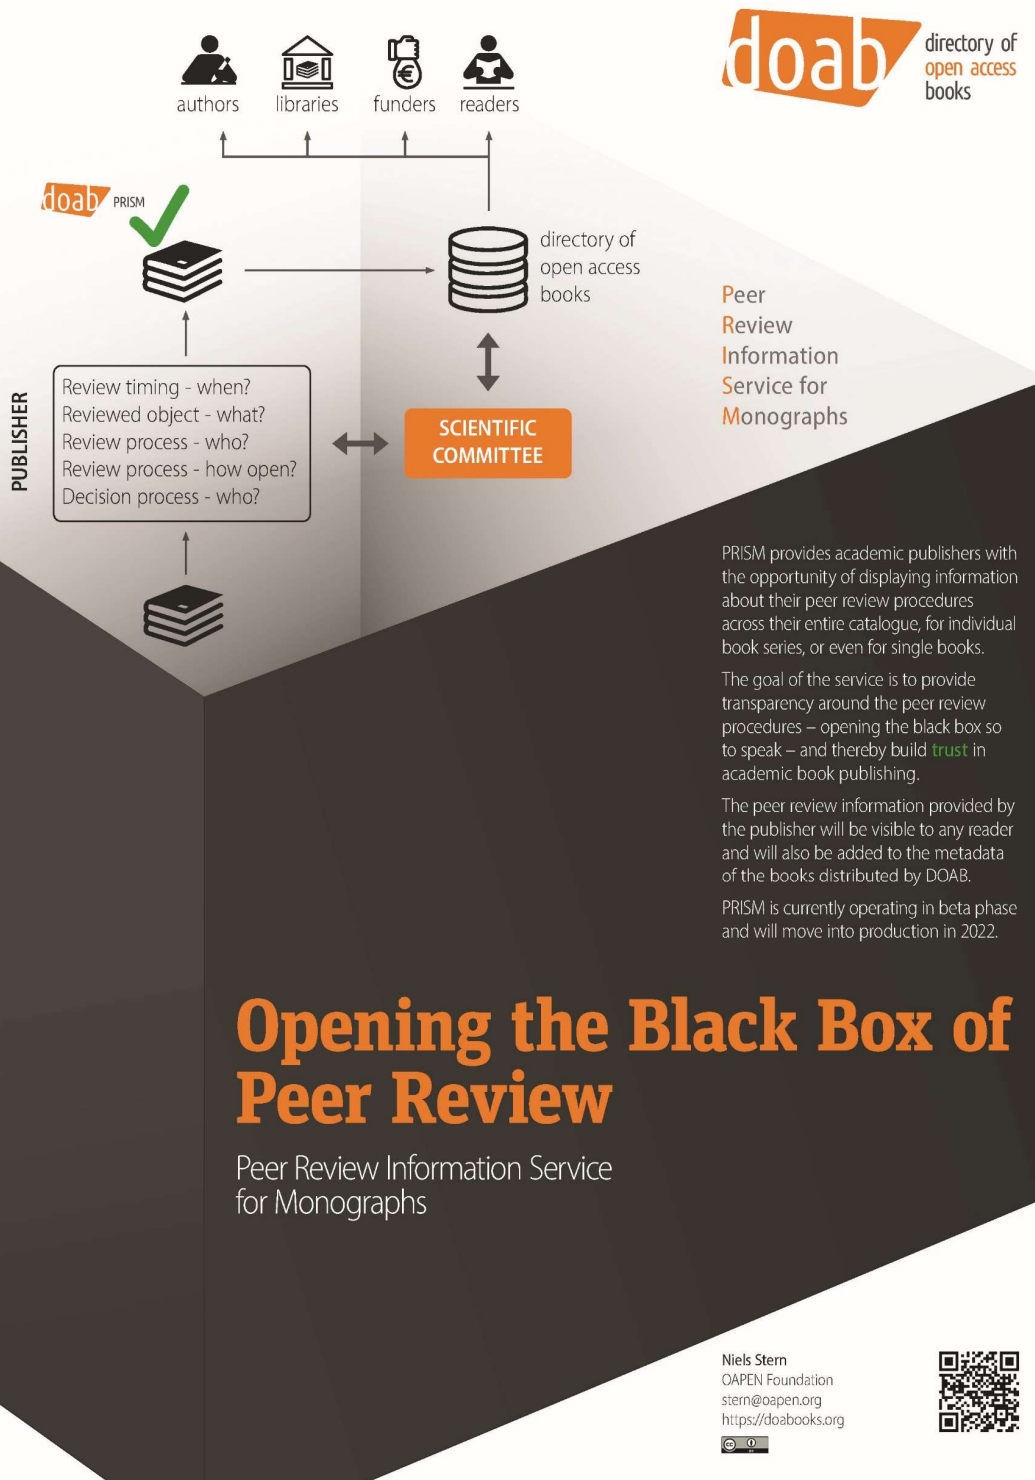 authors libraries funders readers
doab
directory of
open access
books
doab PRISM
directory of
open access
books
Peer
Review
Information
Service for
Monographs
PUBLISHER
Review timing - when?
Reviewed object - what?
Review process - who?
Review process - how open?
Decision process - who?
SCIENTIFIC
COMMITTEE
PRISM provides academic publishers with
the opportunity of displaying information
about their peer review procedures
across their entire catalogue, for individual
book series, or even for single books.
The goal of the service is to provide
transparency around the peer review
procedures – opening the black box so
to speak – and thereby build trust in
academic book publishing.
The peer review information provided by
the publisher will be visible to any reader
and will also be added to the metadata
of the books distributed by DOAB.
PRISM is currently operating in beta phase
and will move into production in 2022.
Opening the Black Box of
Peer Review
Peer Review Information Service
for Monographs
Niels Stern
OAPEN Foundation
stern@oapen.org
https://doabooks.org
cc
BY